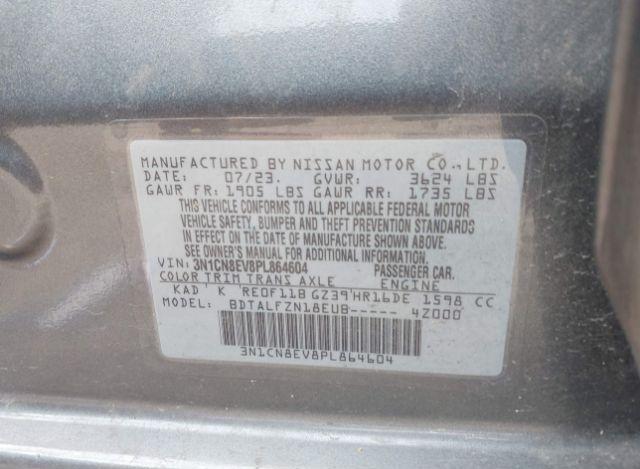 MANUFACTURED BY NISSAN MOTOR CO., LTD.
DATE: 07/23. GVWR: 3624 LBS
GAWR FR: 1905 LBS GAWR RR: 1735 LBS
THIS VEHICLE CONFORMS TO ALL APPLICABLE FEDERAL MOTOR
VEHICLE SAFETY, BUMPER AND THEFT PREVENTION STANDARDS
IN EFFECT ON THE DATE OF MANUFACTURE SHOWN ABOVE.
SEE OWNER'S MANUAL FOR ADDITIONAL INFORMATION.
VIN: 3N1CN8EV8PL864604 PASSENGER CAR.
COLOR TRIM TRANS AXLE ENGINE
KAD' K 'RE0F11B GZ39'HR16DE 1598 CC
MODEL: BDTALFZN18EUB----- 4Z000
3N1CN8EV8PL864604